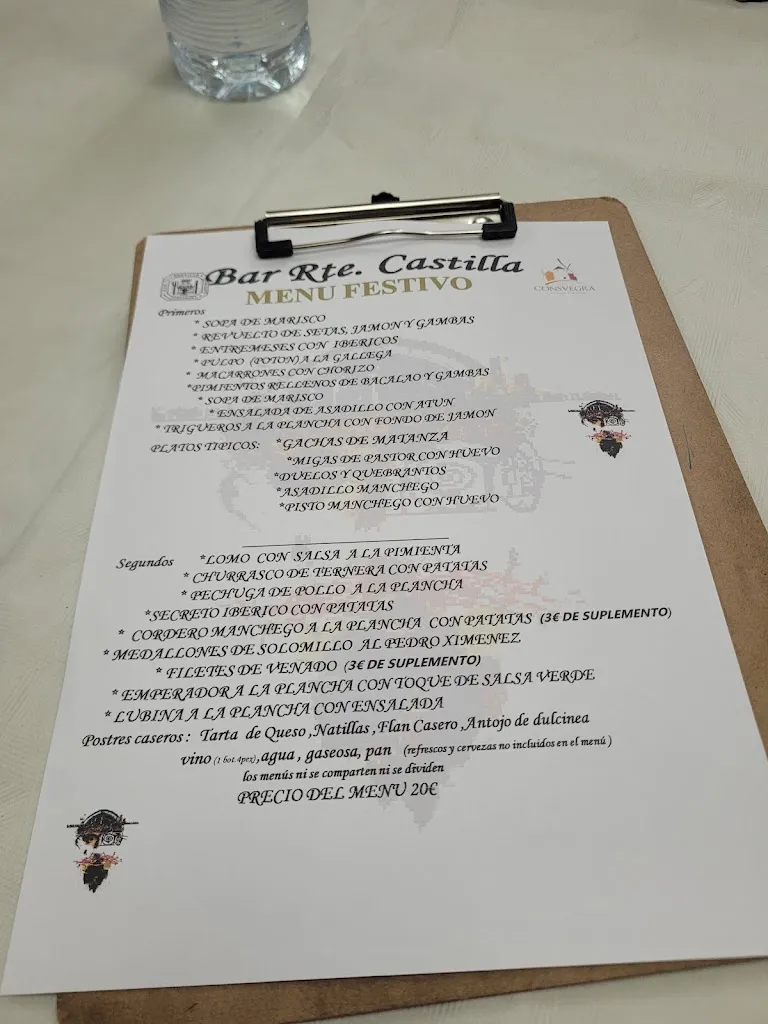 Bar Rte. Castilla
CONSVEGRA
MENU FESTIVO
Primeros
* SOPA DE MARISCO
* REVUELTO DE SETAS, JAMON Y GAMBAS
* ENTREMESES CON IBERICOS
* PULPO (POTON) A LA GALLEGA
* MACARRONES CON CHORIZO
*PIMIENTOS RELLENOS DE BACALAO Y GAMBAS
* SOPA DE MARISCO
* ENSALADA DE ASADILLO CON ATUN
* TRIGUEROS A LA PLANCHA CON FONDO DE JAMON
PLATOS TIPICOS: *GACHAS DE MATANZA
*MIGAS DE PASTOR CON HUEVO
*DUELOS Y QUEBRANTOS
*ASADILLO MANCHEGO
*PISTO MANCHEGO CON HUEVO
Segundos *LOMO CON SALSA A LA PIMIENTA
* CHURRASCO DE TERNERA CON PATATAS
* PECHUGA DE POLLO A LA PLANCHA
*SECRETO IBERICO CON PATATAS
* CORDERO MANCHEGO A LA PLANCHA CON PATATAS (3€ DE SUPLEMENTO)
* MEDALLONES DE SOLOMILLO AL PEDRO XIMENEZ
* FILETES DE VENADO (3€ DE SUPLEMENTO)
* EMPERADOR A LA PLANCHA CON TOQUE DE SALSA VERDE
* LUBINA A LA PLANCHA CON ENSALADA
Postres caseros : Tarta de Queso ,Natillas ,Flan Casero ,Antojo de dulcinea
vino (1 bot.4pex),agua , gaseosa, pan (refrescos y cervezas no incluidos en el menú )
los menús ni se comparten ni se dividen
PRECIO DEL MENU 20€